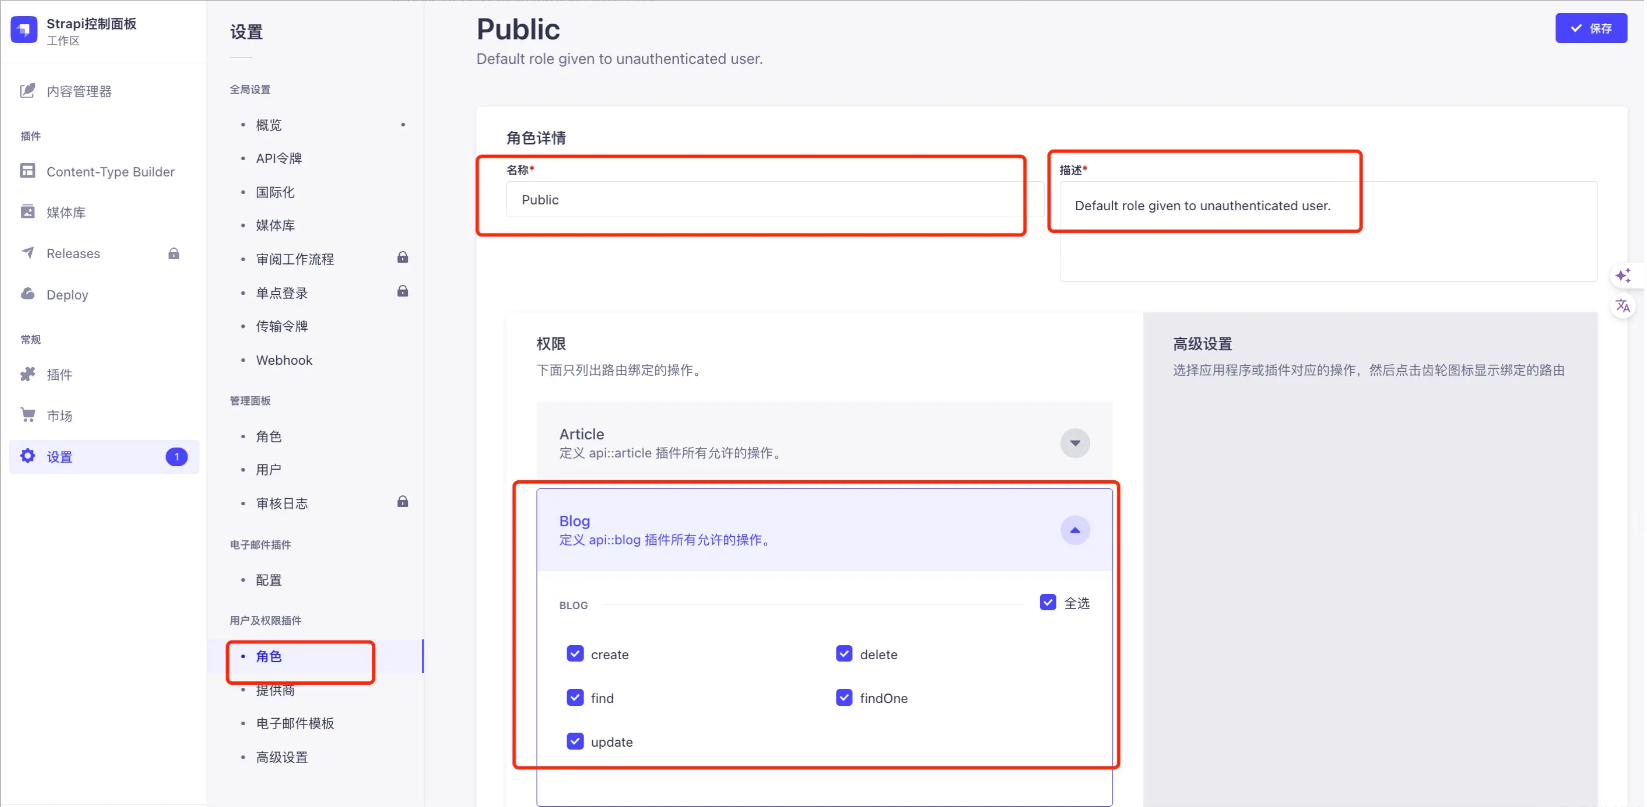 Strapi控制面板
工作区
内容管理器
插件
Content-Type Builder
媒体库
Releases
Deploy
常规
插件
市场
设置
1
设置
全局设置
概览
API令牌
国际化
媒体库
审阅工作流程
单点登录
传输令牌
Webhook
管理面板
角色
用户
审核日志
电子邮件插件
配置
用户及权限插件
角色
提供商
电子邮件模板
高级设置
Public
Default role given to unauthenticated user.
保存
角色详情
名称*
Public
描述*
Default role given to unauthenticated user.
权限
下面只列出路由绑定的操作。
Article
定义 api::article 插件所有允许的操作。
Blog
定义 api::blog 插件所有允许的操作。
BLOG
全选
create
delete
find
findOne
update
高级设置
选择应用程序或插件对应的操作，然后点击齿轮图标显示绑定的路由